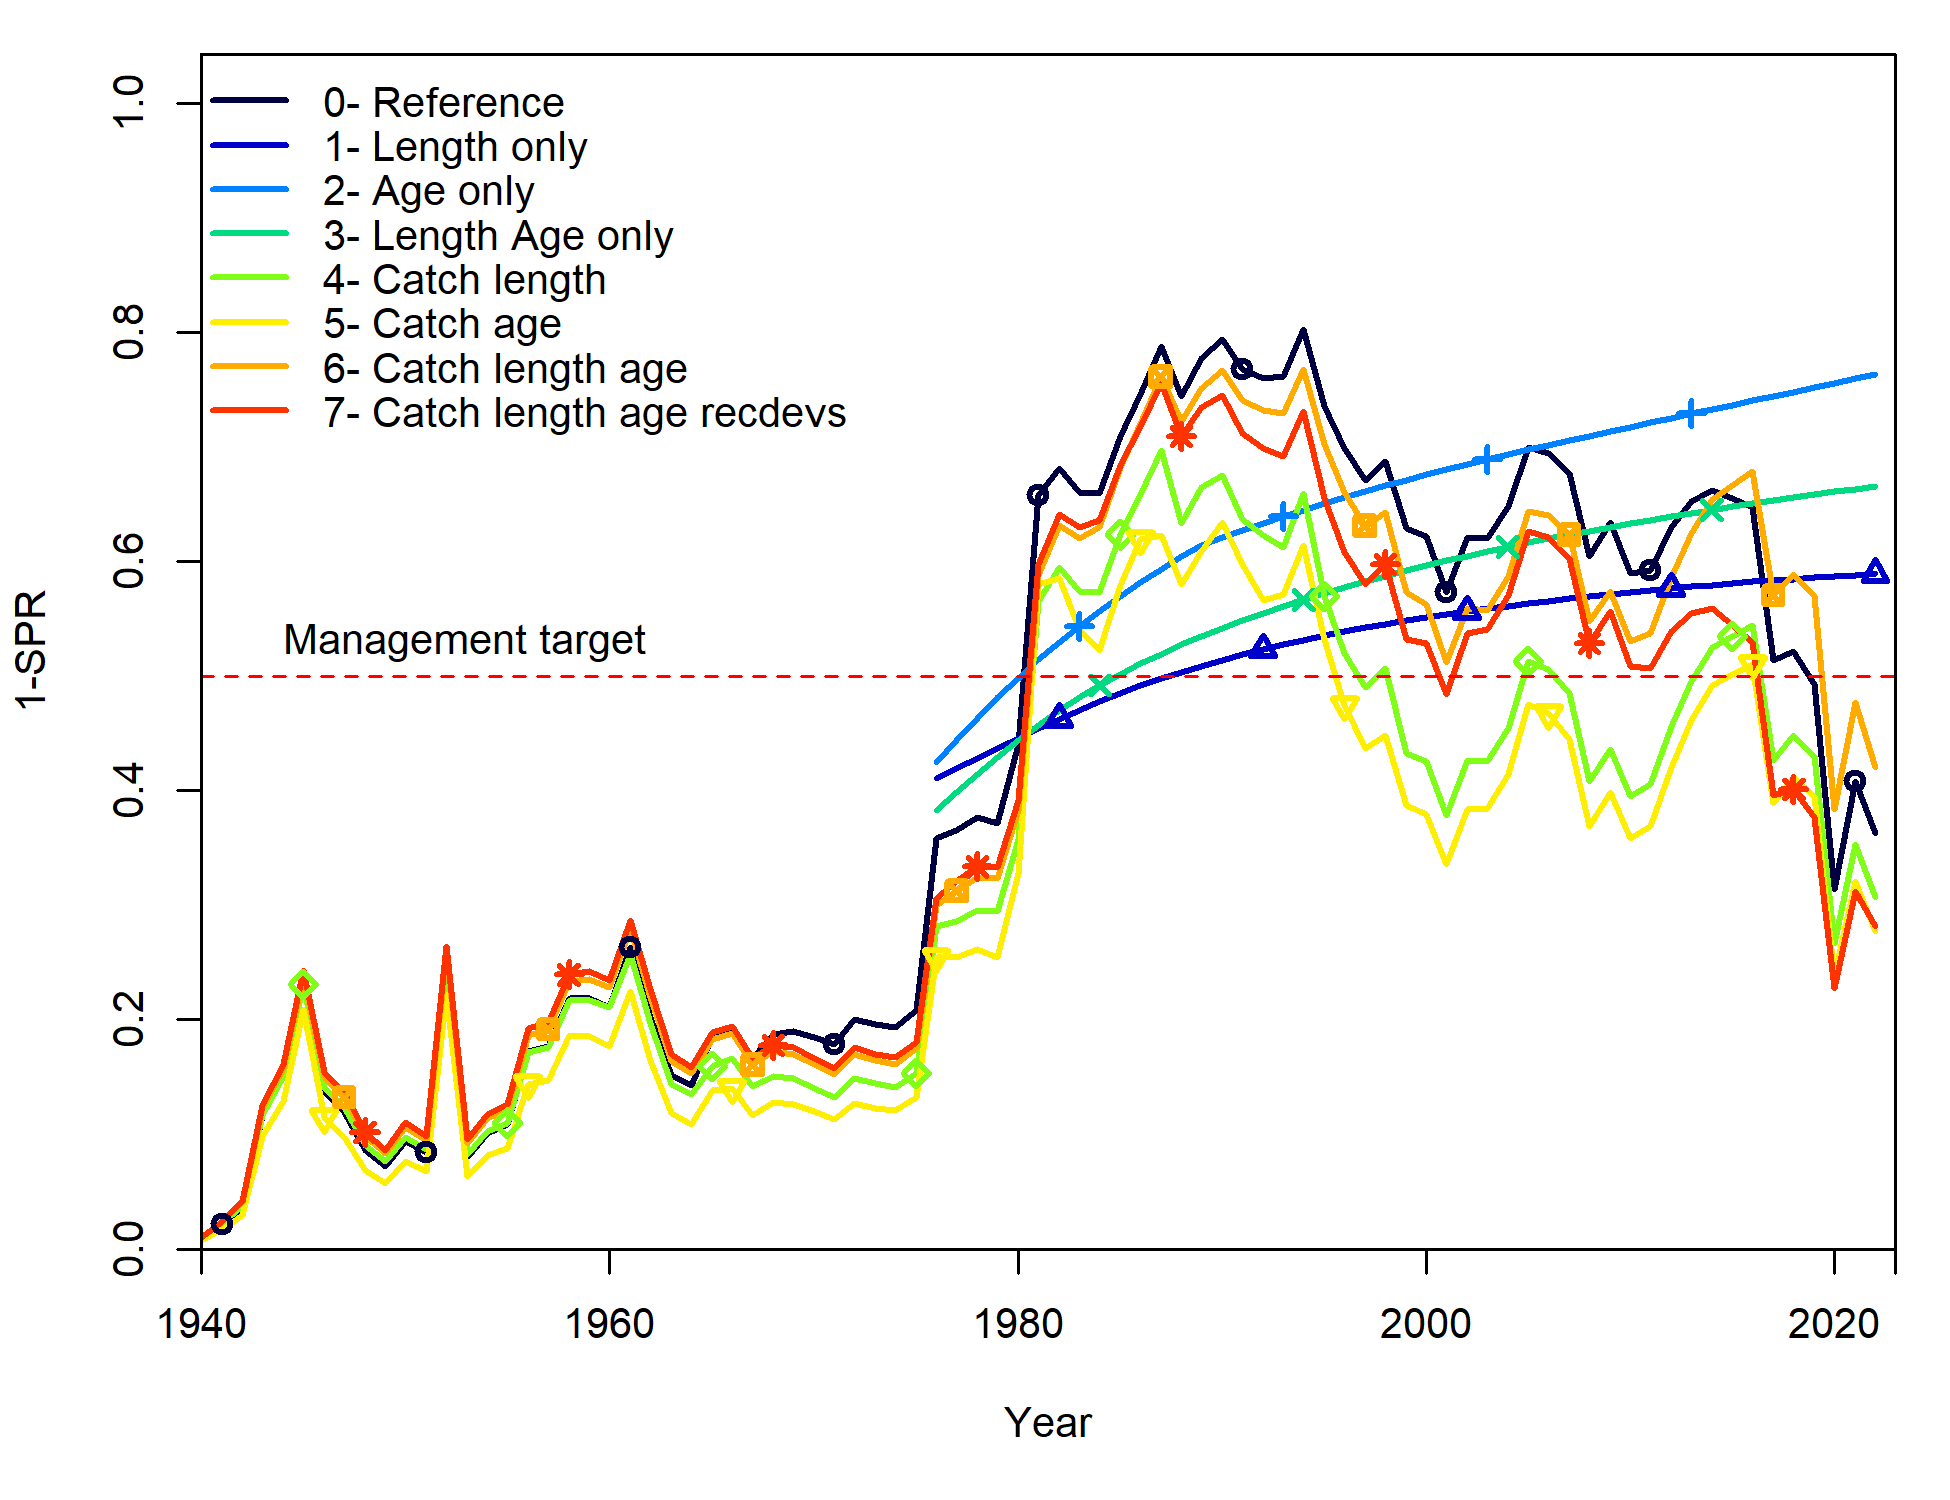 1.0
0.8
0.6
0.4
0.2
0.0
1-SPR
0- Reference
1- Length only
2- Age only
3- Length Age only
4- Catch length
5- Catch age
6- Catch length age
7- Catch length age recdevs
Management target
1940
1960
1980
2000
2020
Year